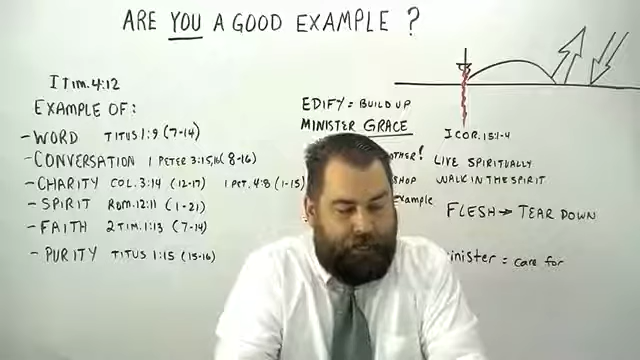 ARE YOU A GOOD EXAMPLE ?
I Tim. 4:12
EXAMPLE OF:
- WORD TITUS 1:9 (7-14)
- CONVERSATION 1 PETER 3:15,16 (8-16)
- CHARITY COL. 3:14 (12-17) 1 PET. 4:8 (1-15)
- SPIRIT ROM. 12:11 (1-21)
- FAITH 2 TIM. 1:13 (7-14)
- PURITY TITUS 1:15 (15-16)
EDIFY = BUILD UP
MINISTER GRACE
OTHER!
example
I COR. 15:1-4
LIVE SPIRITUALLY
WALK IN THE SPIRIT
FLESH → TEAR DOWN
= care for